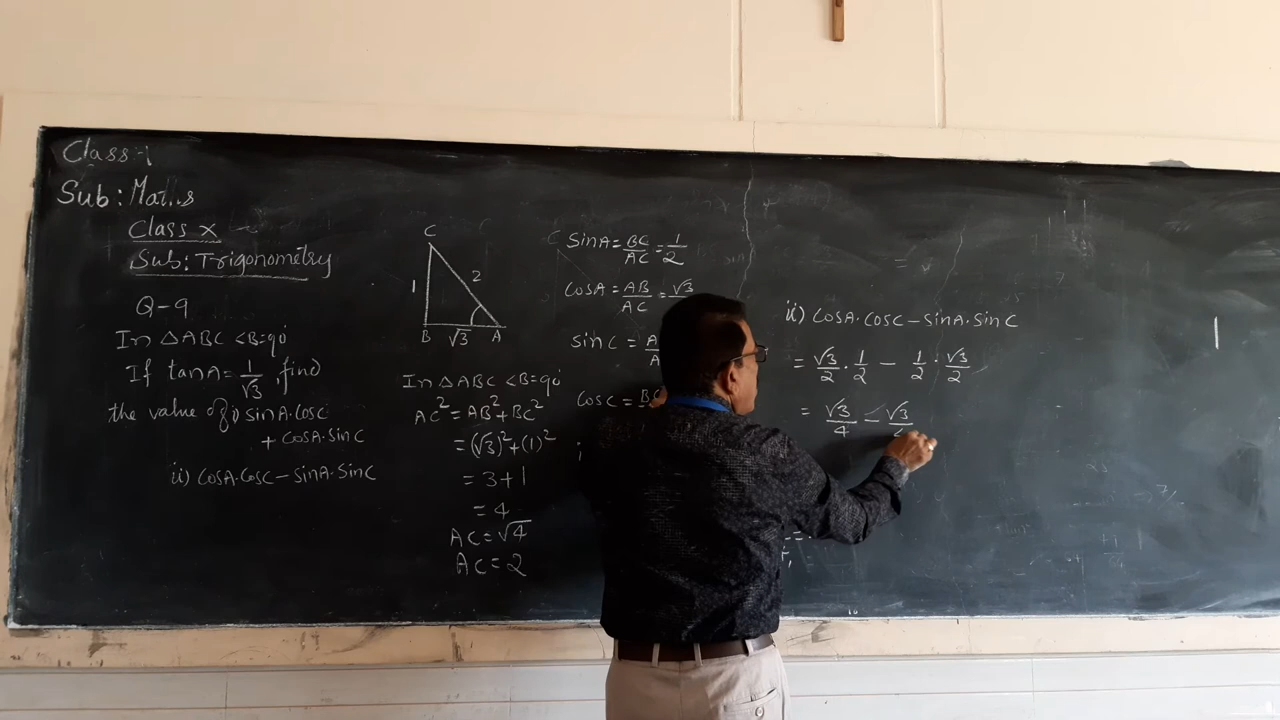 Class :-
Sub: Maths
Class X
Sub: Trigonometry
Q-9
In △ABC <B=90°
If tanA = 1/√3, find
the value of i) sinA·cosC
+ cosA·sinC
ii) cosA·cosC − sinA·sinC
C
1
2
B √3 A
In △ABC <B=90°
AC² = AB² + BC²
= (√3)² + (1)²
= 3+1
= 4
AC = √4
AC = 2
sinA = BC/AC = 1/2
cosA = AB/AC = √3
sinC = A/A
cosC = BC
ii) cosA·cosC − sinA·sinC
= √3/2 · 1/2 − 1/2 · √3/2
= √3/4 − √3